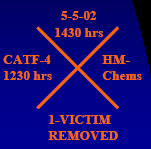 5-5-02
1430 hrs
CATF-4
1230 hrs
HM-
Chems
1-VICTIM
REMOVED